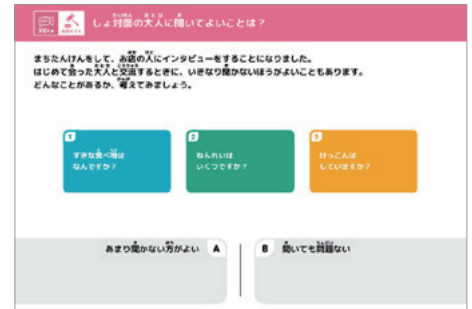 しょ対面の大人に聞いてよいことは？
まちたんけんをして、お店の人にインタビューをすることになりました。
はじめて会った大人と交流するときに、いきなり聞かないほうがよいこともあります。
どんなことがあるか、考えてみましょう。
1
すきな食べ物は
なんですか？
2
ねんれいは
いくつですか？
3
けっこんは
していますか？
あまり聞かない方がよい A
B 聞いても問題ない